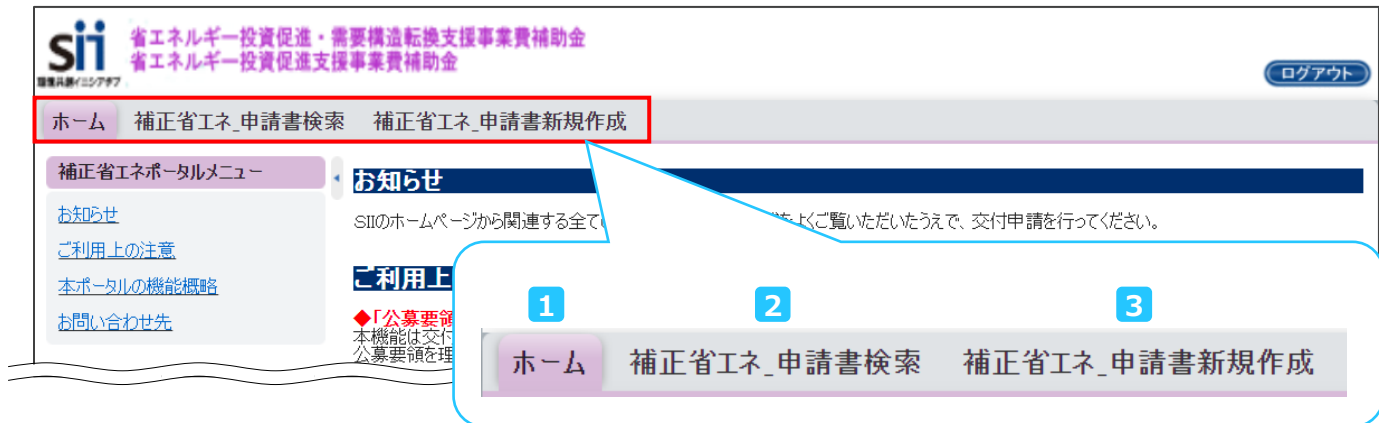 sii
省エネルギー投資促進・需要構造転換支援事業費補助金
省エネルギー投資促進支援事業費補助金
環境共創イニシアチブ
ログアウト
ホーム 補正省エネ_申請書検索 補正省エネ_申請書新規作成
補正省エネポータルメニュー
お知らせ
ご利用上の注意
本ポータルの機能概略
お問い合わせ先
お知らせ
SIIのホームページから関連する全て
をよくご覧いただいたうえで、交付申請を行ってください。
ご利用上
◆「公募要領
本機能は交付
公募要領を理
1 2 3
ホーム 補正省エネ_申請書検索 補正省エネ_申請書新規作成